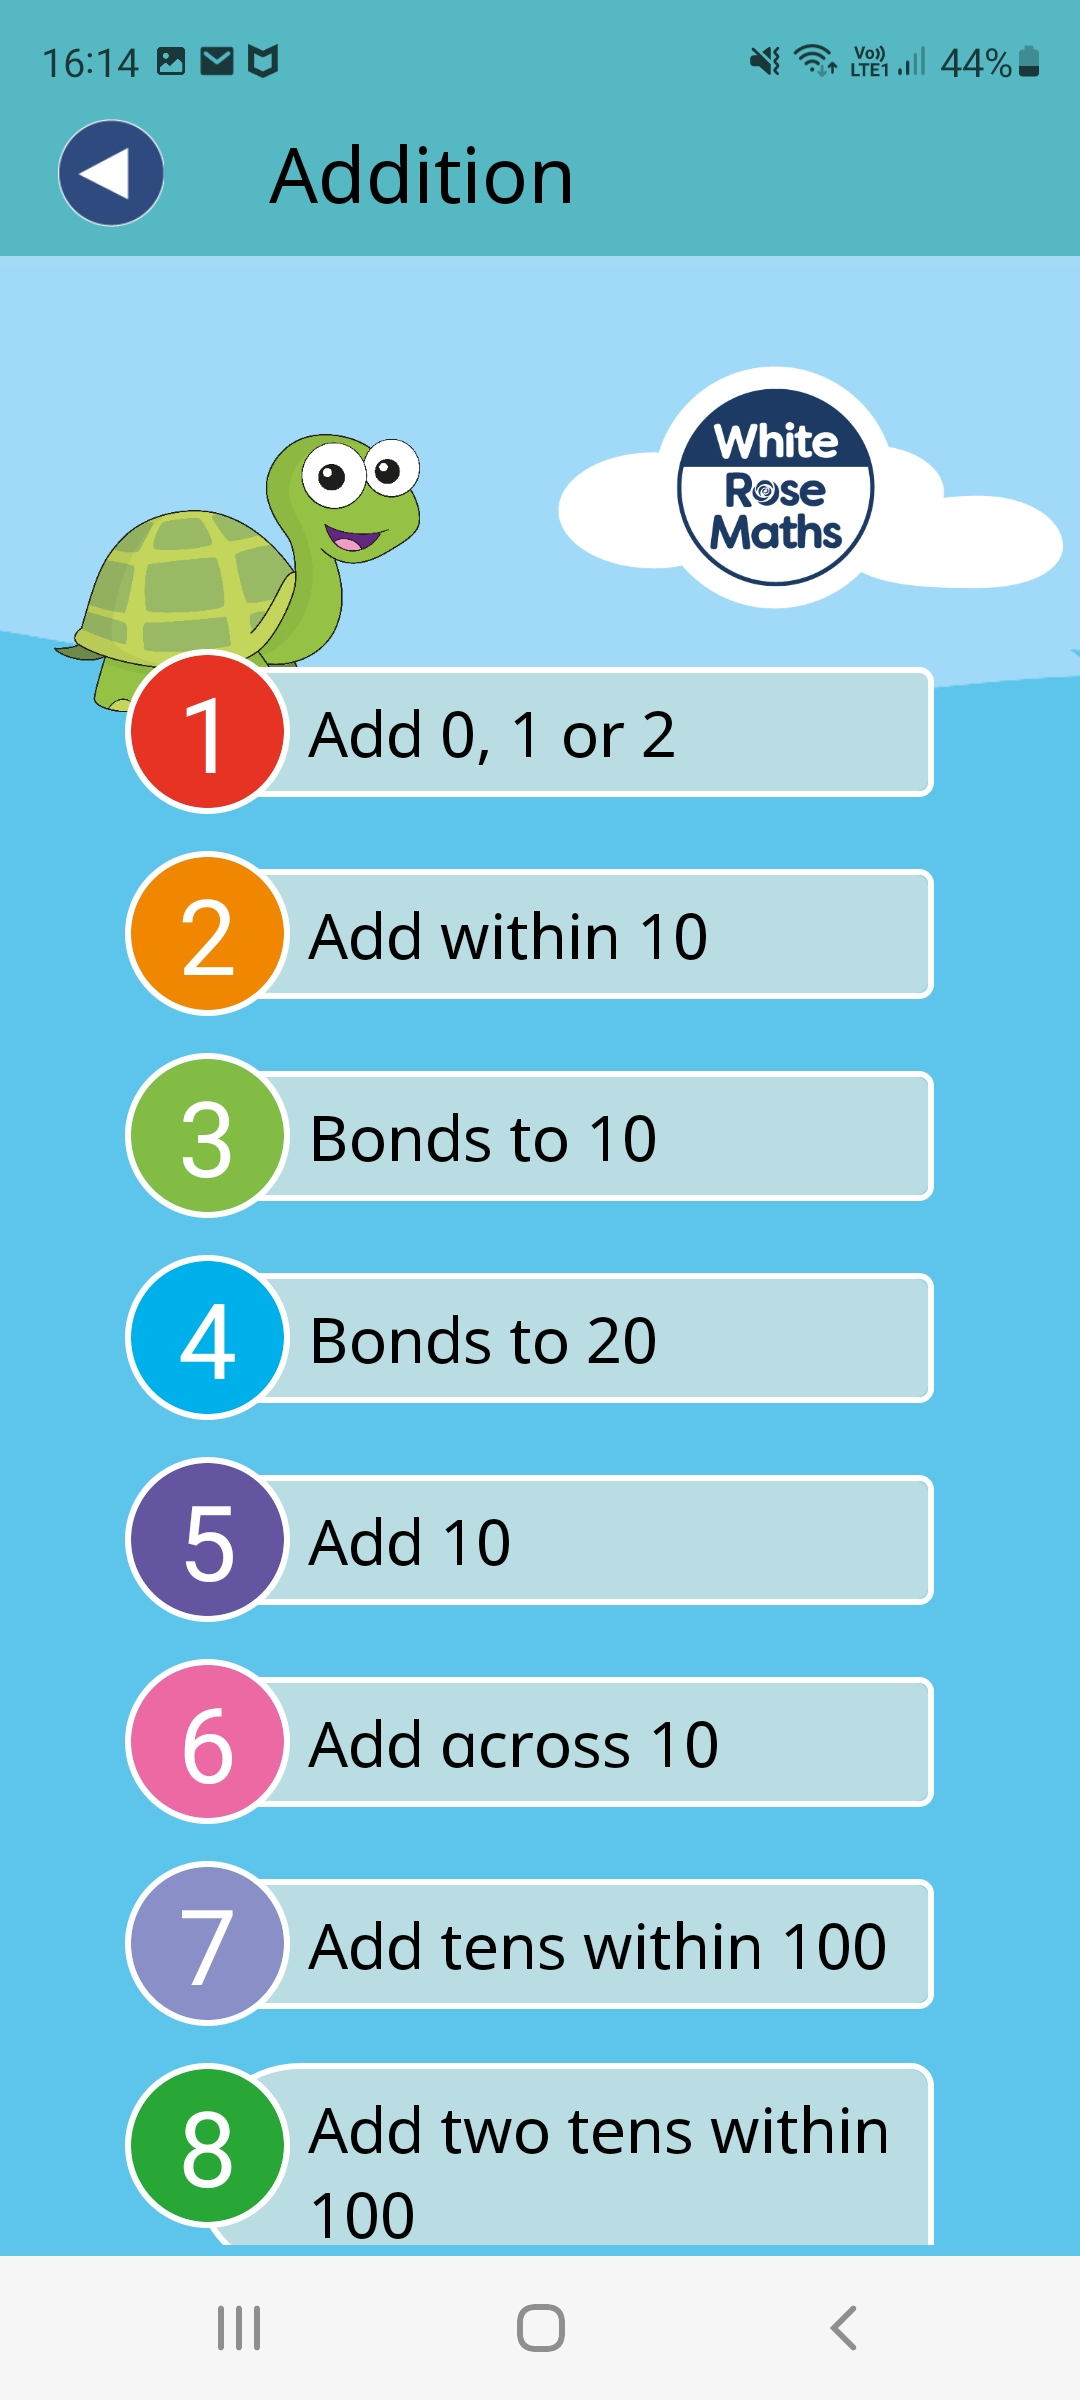 16:14
Vo))
LTE1
44%
Addition
White
Rose
Maths
1 Add 0, 1 or 2
2 Add within 10
3 Bonds to 10
4 Bonds to 20
5 Add 10
6 Add across 10
7 Add tens within 100
8 Add two tens within
100